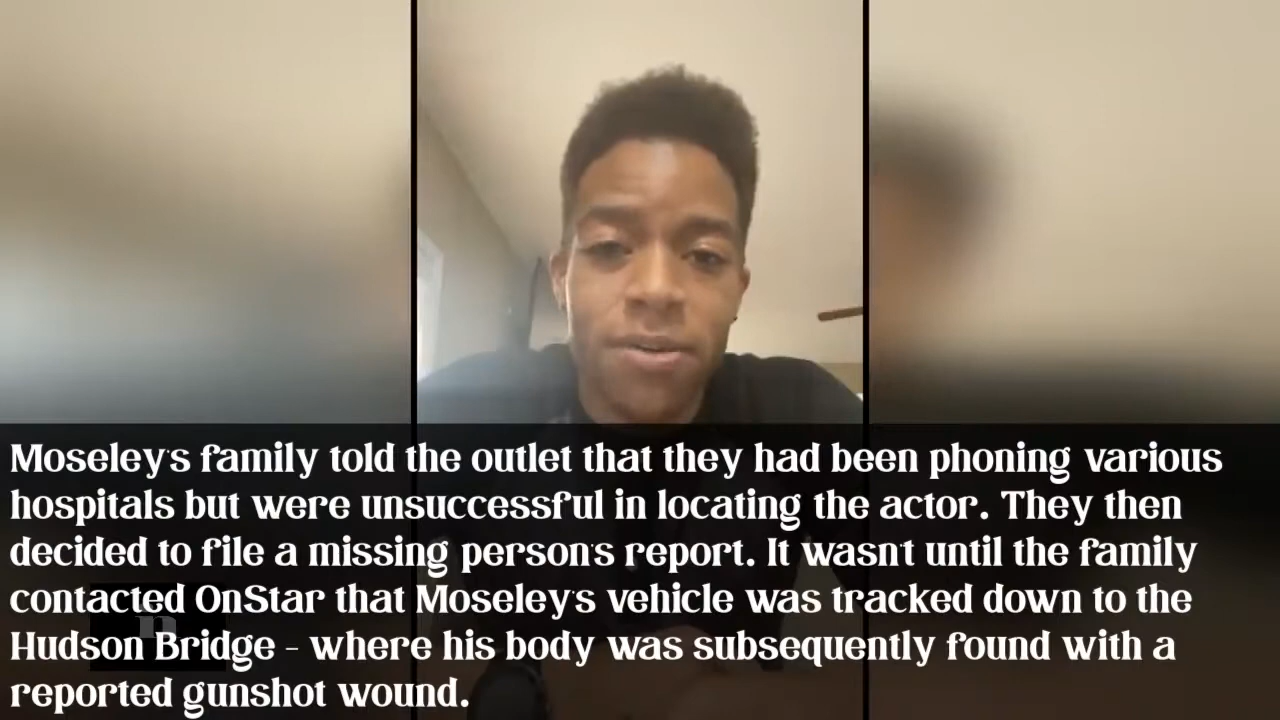 Moseley's family told the outlet that they had been phoning various
hospitals but were unsuccessful in locating the actor. They then
decided to file a missing person's report. It wasn't until the family
contacted OnStar that Moseley's vehicle was tracked down to the
Hudson Bridge - where his body was subsequently found with a
reported gunshot wound.
n